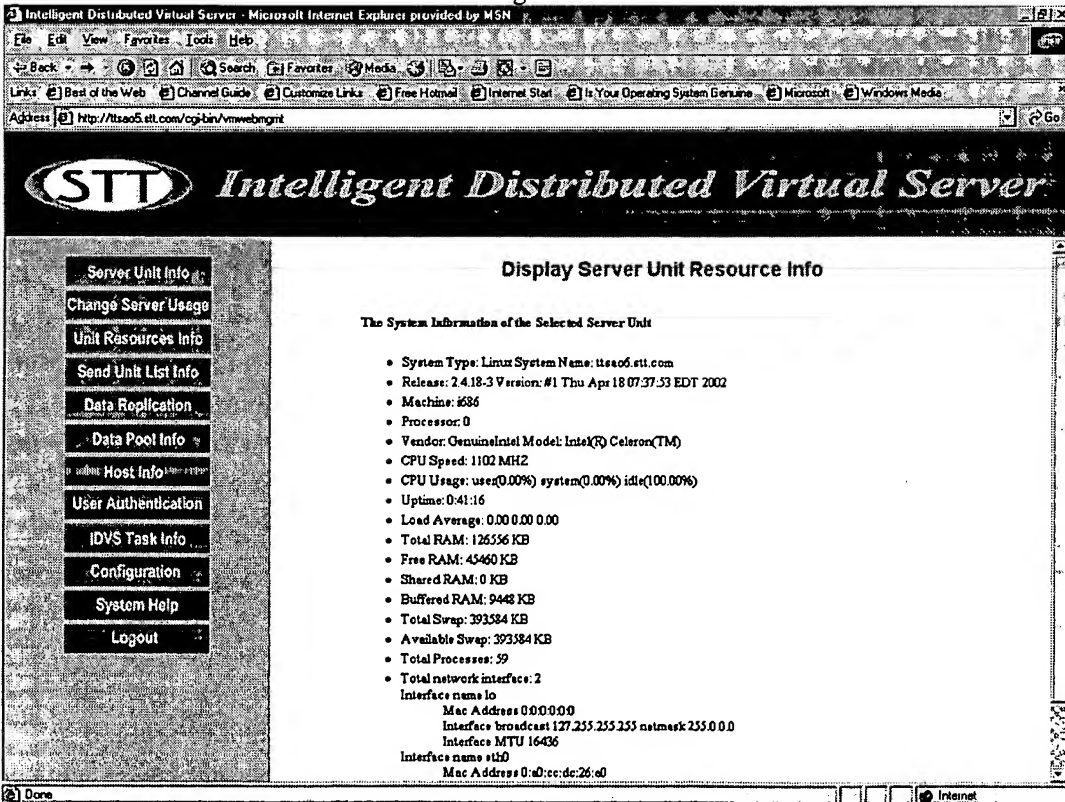 Intelligent Distributed Virtual Server - Microsoft Internet Explorer provided by MSN
File Edit View Favorites Tools Help
Back Search Favorites Media
Links Best of the Web Channel Guide Customize Links Free Hotmail Internet Start Is Your Operating System Genuine Microsoft Windows Media
Address http://ttsao5.stt.com/cgi-bin/vmwebmgmt Go
STT Intelligent Distributed Virtual Server
Server Unit Info
Change Server Usage
Unit Resources Info
Send Unit List Info
Data Replication
Data Pool Info
Host Info
User Authentication
IDVS Task Info
Configuration
System Help
Logout
Display Server Unit Resource Info
The System Information of the Selected Server Unit
• System Type: Linux System Name: ttsao6.stt.com
• Release: 2.4.18-3 Version: #1 Thu Apr 18 07:37:53 EDT 2002
• Machine: i686
• Processor: 0
• Vendor: GenuineIntel Model: Intel(R) Celeron(TM)
• CPU Speed: 1102 MHZ
• CPU Usage: user(0.00%) system(0.00%) idle(100.00%)
• Uptime: 0:41:16
• Load Average: 0.00 0.00 0.00
• Total RAM: 126556 KB
• Free RAM: 45460 KB
• Shared RAM: 0 KB
• Buffered RAM: 9448 KB
• Total Swap: 393584 KB
• Available Swap: 393584 KB
• Total Processes: 59
• Total network interface: 2
Interface name lo
Mac Address 0:0:0:0:0:0
Interface broadcast 127.255.255.255 netmask 255.0.0.0
Interface MTU 16436
Interface name eth0
Mac Address 0:a0:cc:dc:26:e0
Done Internet